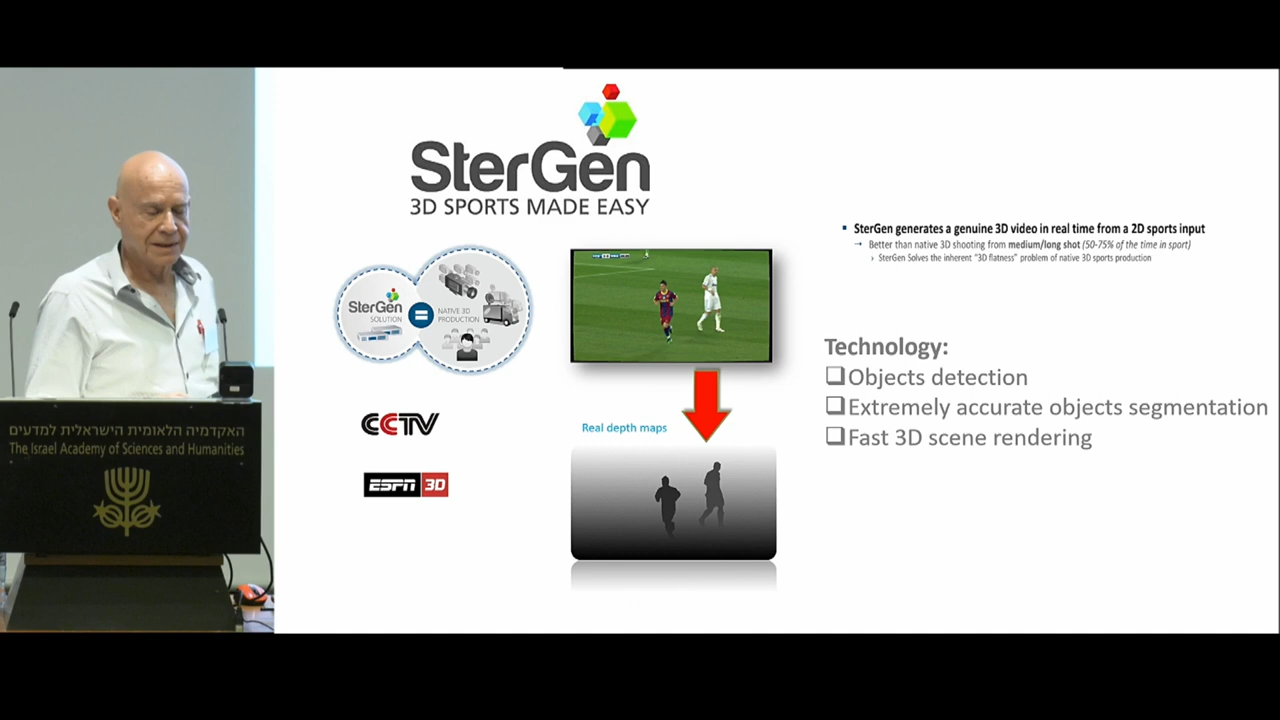 SterGen
3D SPORTS MADE EASY
SterGen
SOLUTION
NATIVE 3D
PRODUCTION
CCTV
ESPN 3D
Real depth maps
▪ SterGen generates a genuine 3D video in real time from a 2D sports input
→ Better than native 3D shooting from medium/long shot (50-75% of the time in sport)
› SterGen Solves the inherent "3D flatness" problem of native 3D sports production
Technology:
❑Objects detection
❑Extremely accurate objects segmentation
❑Fast 3D scene rendering
האקדמיה הלאומית הישראלית למדעים
The Israel Academy of Sciences and Humanities